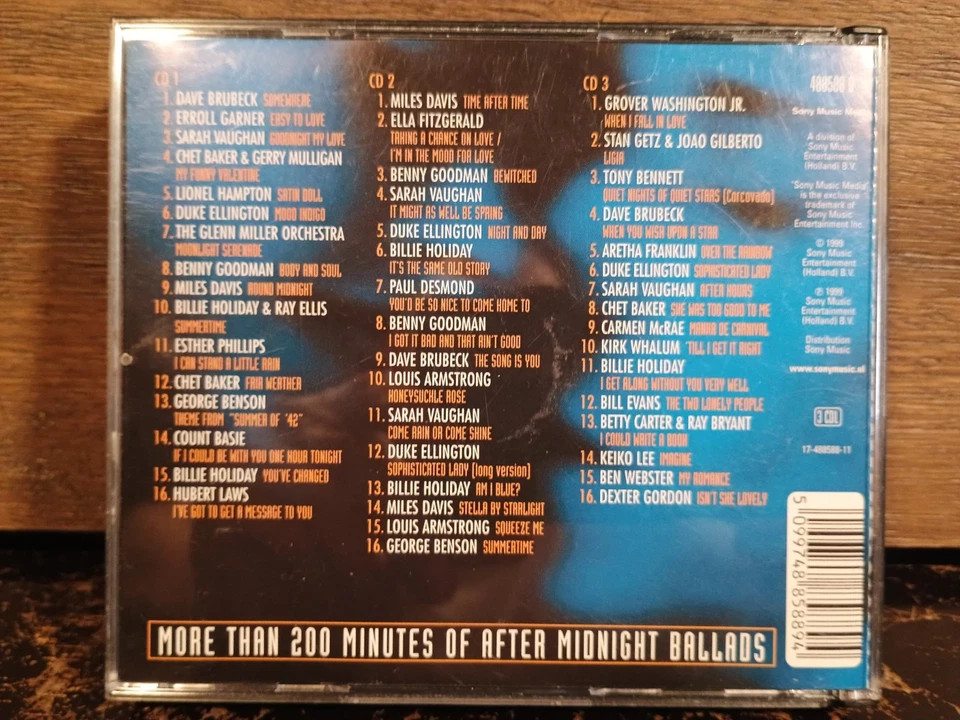 CD 1
1. DAVE BRUBECK SOMEWHERE
2. ERROLL GARNER EASY TO LOVE
3. SARAH VAUGHAN GOODNIGHT MY LOVE
4. CHET BAKER & GERRY MULLIGAN
MY FUNNY VALENTINE
5. LIONEL HAMPTON SATIN DOLL
6. DUKE ELLINGTON MOOD INDIGO
7. THE GLENN MILLER ORCHESTRA
MOONLIGHT SERENADE
8. BENNY GOODMAN BODY AND SOUL
9. MILES DAVIS ROUND MIDNIGHT
10. BILLIE HOLIDAY & RAY ELLIS
SUMMERTIME
11. ESTHER PHILLIPS
I CAN STAND A LITTLE RAIN
12. CHET BAKER FAIR WEATHER
13. GEORGE BENSON
THEME FROM "SUMMER OF '42"
14. COUNT BASIE
IF I COULD BE WITH YOU ONE HOUR TONIGHT
15. BILLIE HOLIDAY YOU'VE CHANGED
16. HUBERT LAWS
I'VE GOT TO GET A MESSAGE TO YOU
CD 2
1. MILES DAVIS TIME AFTER TIME
2. ELLA FITZGERALD
TAKING A CHANCE ON LOVE /
I'M IN THE MOOD FOR LOVE
3. BENNY GOODMAN BEWITCHED
4. SARAH VAUGHAN
IT MIGHT AS WELL BE SPRING
5. DUKE ELLINGTON NIGHT AND DAY
6. BILLIE HOLIDAY
IT'S THE SAME OLD STORY
7. PAUL DESMOND
YOU'D BE SO NICE TO COME HOME TO
8. BENNY GOODMAN
I GOT IT BAD AND THAT AIN'T GOOD
9. DAVE BRUBECK THE SONG IS YOU
10. LOUIS ARMSTRONG
HONEYSUCKLE ROSE
11. SARAH VAUGHAN
COME RAIN OR COME SHINE
12. DUKE ELLINGTON
SOPHISTICATED LADY (long version)
13. BILLIE HOLIDAY AM I BLUE?
14. MILES DAVIS STELLA BY STARLIGHT
15. LOUIS ARMSTRONG SQUEEZE ME
16. GEORGE BENSON SUMMERTIME
CD 3
1. GROVER WASHINGTON JR.
WHEN I FALL IN LOVE
2. STAN GETZ & JOAO GILBERTO
LIGIA
3. TONY BENNETT
QUIET NIGHTS OF QUIET STARS (Corcovado)
4. DAVE BRUBECK
WHEN YOU WISH UPON A STAR
5. ARETHA FRANKLIN OVER THE RAINBOW
6. DUKE ELLINGTON SOPHISTICATED LADY
7. SARAH VAUGHAN AFTER HOURS
8. CHET BAKER SHE WAS TOO GOOD TO ME
9. CARMEN McRAE MANHA DE CARNIVAL
10. KIRK WHALUM 'TILL I GET IT RIGHT
11. BILLIE HOLIDAY
I GET ALONG WITHOUT YOU VERY WELL
12. BILL EVANS THE TWO LONELY PEOPLE
13. BETTY CARTER & RAY BRYANT
I COULD WRITE A BOOK
14. KEIKO LEE IMAGINE
15. BEN WEBSTER MY ROMANCE
16. DEXTER GORDON ISN'T SHE LOVELY
Sony Music
A division of
Sony Music
Entertainment
(Holland) B.V.
"Sony Music Media"
is the exclusive
trademark of
Sony Music
Entertainment Inc.
© 1999
Sony Music
Entertainment
(Holland) B.V.
℗ 1999
Sony Music
Entertainment
(Holland) B.V.
Distribution
Sony Music
www.sonymusic.nl
3 CDL
17-488588-11
5 099748 858894
MORE THAN 200 MINUTES OF AFTER MIDNIGHT BALLADS